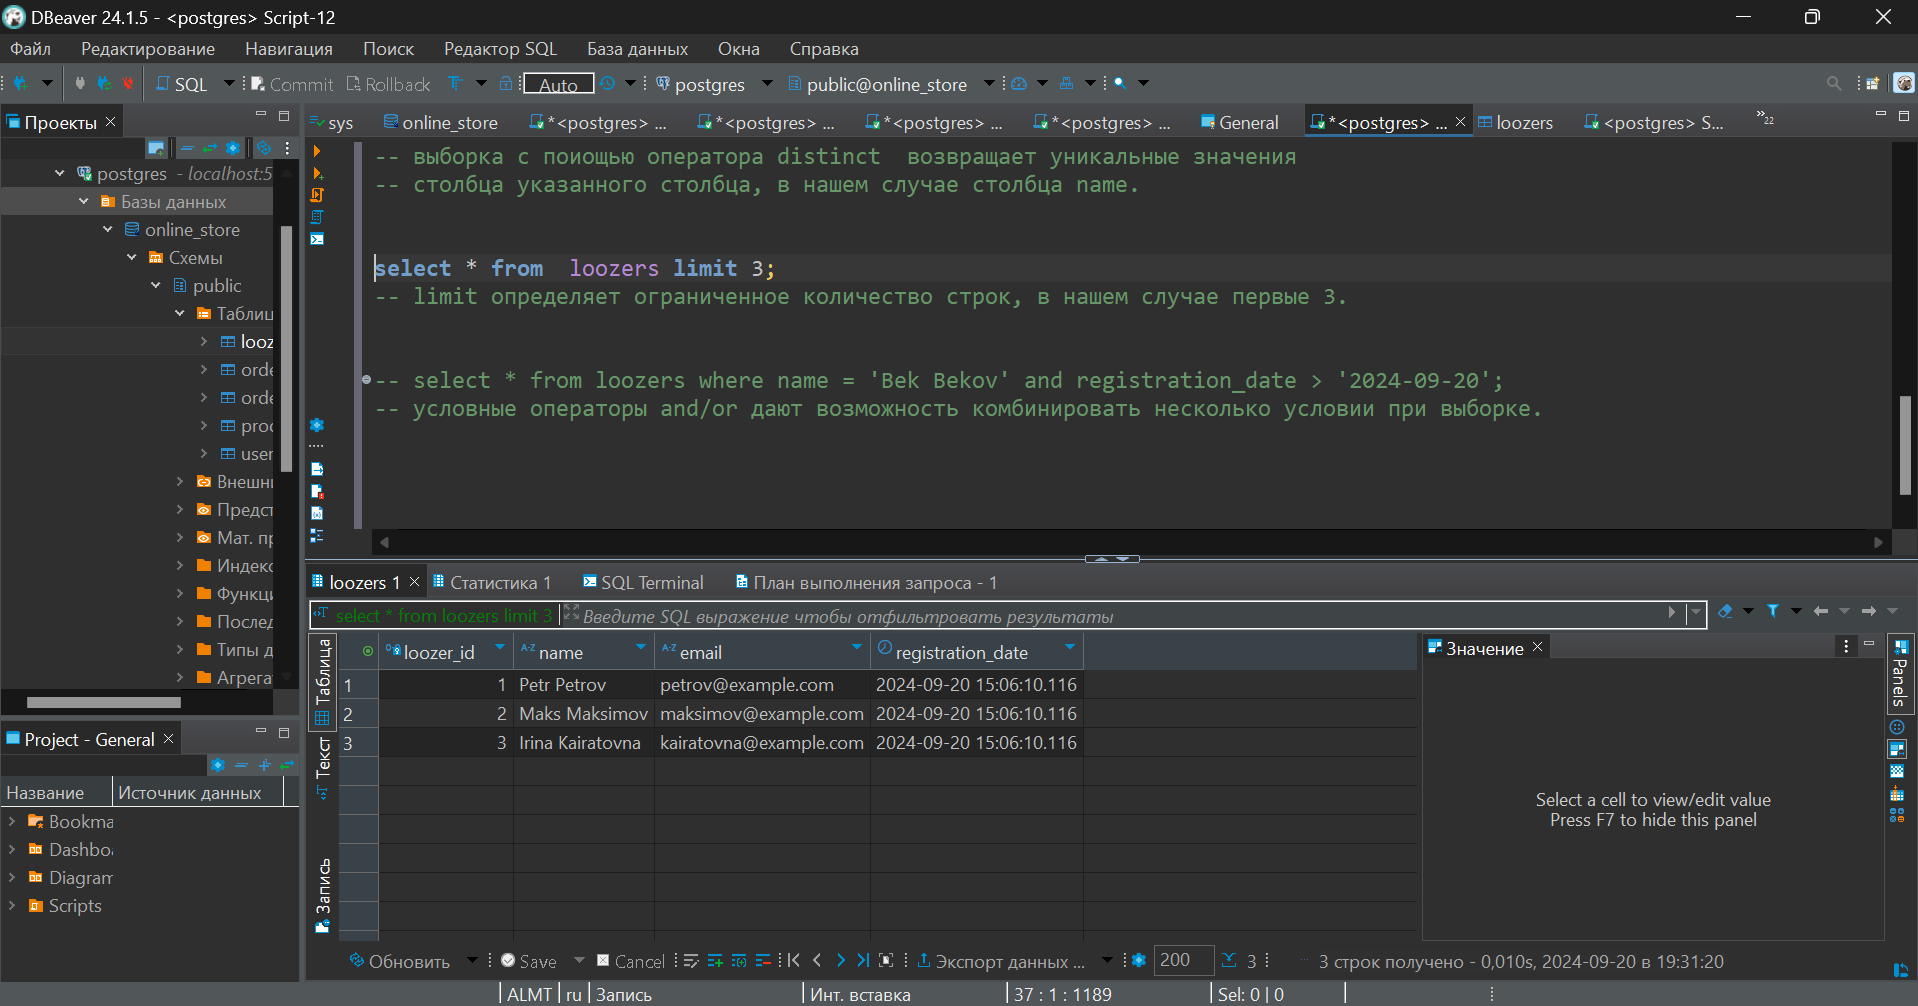 DBeaver 24.1.5 - <postgres> Script-12
Файл Редактирование Навигация Поиск Редактор SQL База данных Окна Справка
SQL Commit Rollback Auto postgres public@online_store
Проекты
sys online_store *<postgres> ... *<postgres> ... *<postgres> ... *<postgres> ... General *<postgres> ... loozers <postgres> S... »22
postgres - localhost:5
Базы данных
online_store
Схемы
public
Таблиц
looz
orde
orde
prod
user
Внешни
Предст
Мат. пр
Индекс
Функци
Послед
Типы д
Агрега
-- выборка с поиощью оператора distinct  возвращает уникальные значения
-- столбца указанного столбца, в нашем случае столбца name.
select * from  loozers limit 3;
-- limit определяет ограниченное количество строк, в нашем случае первые 3.
-- select * from loozers where name = 'Bek Bekov' and registration_date > '2024-09-20';
-- условные операторы and/or дают возможность комбинировать несколько условии при выборке.
Project - General
Название Источник данных
Bookma
Dashboa
Diagram
Scripts
loozers 1 Статистика 1 SQL Terminal План выполнения запроса - 1
select * from loozers limit 3 Введите SQL выражение чтобы отфильтровать результаты
Таблица
Текст
Запись
loozer_id name email registration_date
1 1 Petr Petrov petrov@example.com 2024-09-20 15:06:10.116
2 2 Maks Maksimov maksimov@example.com 2024-09-20 15:06:10.116
3 3 Irina Kairatovna kairatovna@example.com 2024-09-20 15:06:10.116
Значение
Select a cell to view/edit value
Press F7 to hide this panel
Panels
Обновить Save Cancel Экспорт данных ... 200 3 3 строк получено - 0,010s, 2024-09-20 в 19:31:20
ALMT ru Запись Инт. вставка 37 : 1 : 1189 Sel: 0 | 0